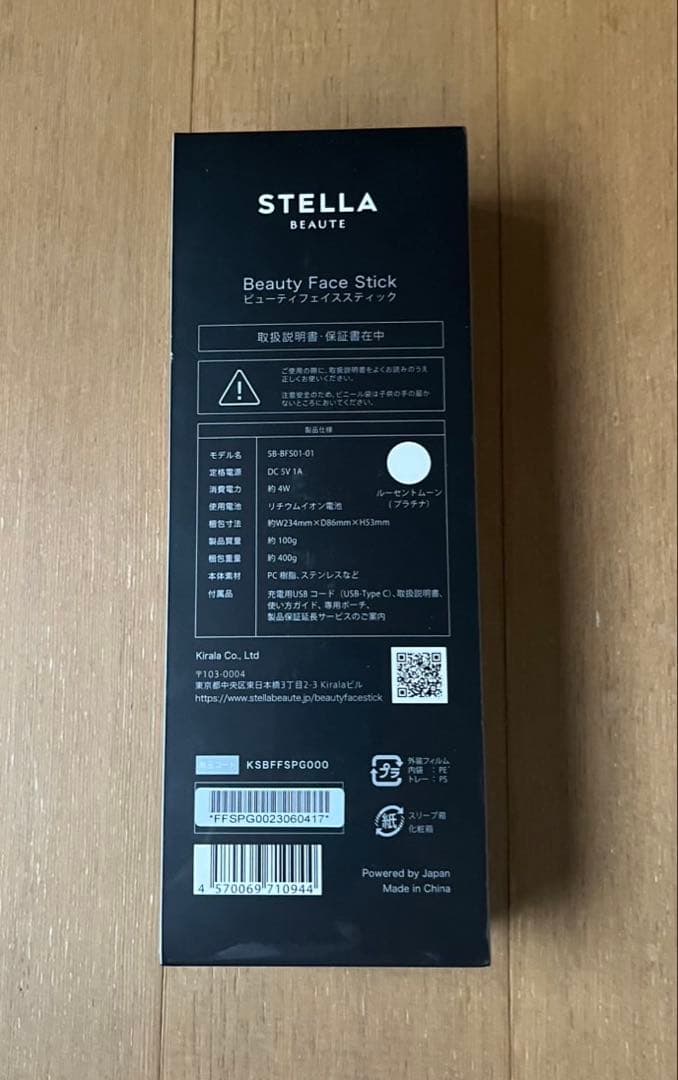 STELLA
BEAUTE
Beauty Face Stick
ビューティフェイススティック
取扱説明書・保証書在中
ご使用の際に、取扱説明書をよくお読みのうえ
正しくお使いください。
注意安全のため、ビニール袋は子供の手の届か
ないところにおいてください。
製品仕様
モデル名 SB-BFS01-01
定格電源 DC 5V 1A
消費電力 約 4W
使用電池 リチウムイオン電池
梱包寸法 約W234mm×D86mm×H53mm
製品質量 約 100g
梱包重量 約 400g
本体素材 PC 樹脂、ステンレスなど
付属品 充電用USB コード（USB-Type C）、取扱説明書、
使い方ガイド、専用ポーチ、
製品保証延長サービスのご案内
ルーセントムーン
（プラチナ）
Kirala Co., Ltd
〒103-0004
東京都中央区東日本橋3丁目2-3 Kiralaビル
https://www.stellabeaute.jp/beautyfacestick
商品コード KSBFFSPG000
*FFSPG0023060417*
4 570069 710944
プラ
外装フィルム
内袋 : PE
トレー : PS
紙
スリーブ箱
化粧箱
Powered by Japan
Made in China